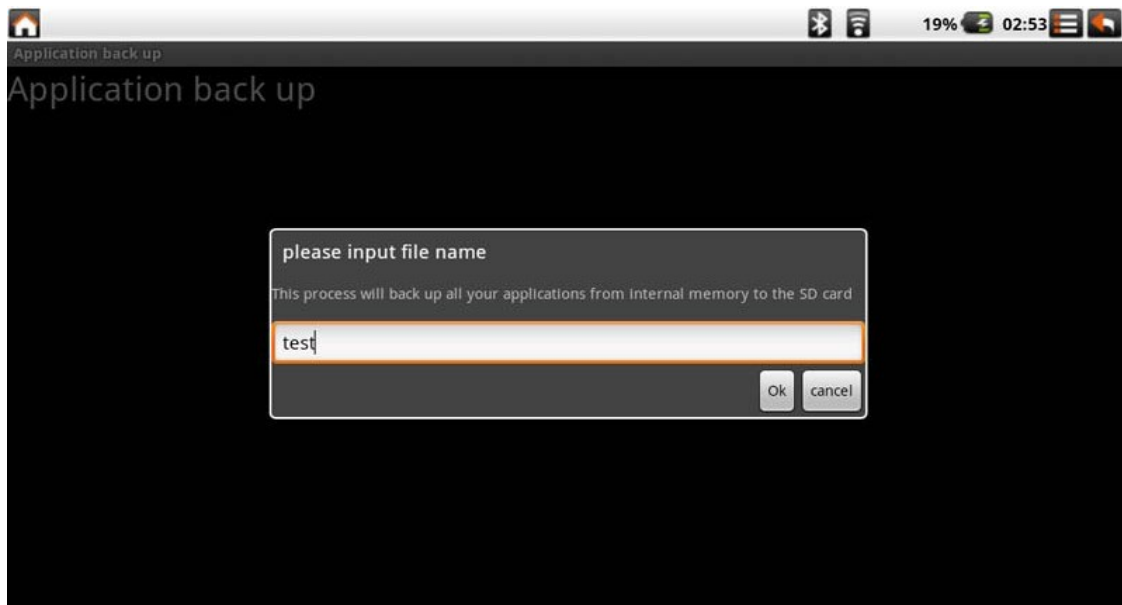 19% 02:53
Application back up
Application back up
please input file name
This process will back up all your applications from internal memory to the SD card
test
Ok cancel